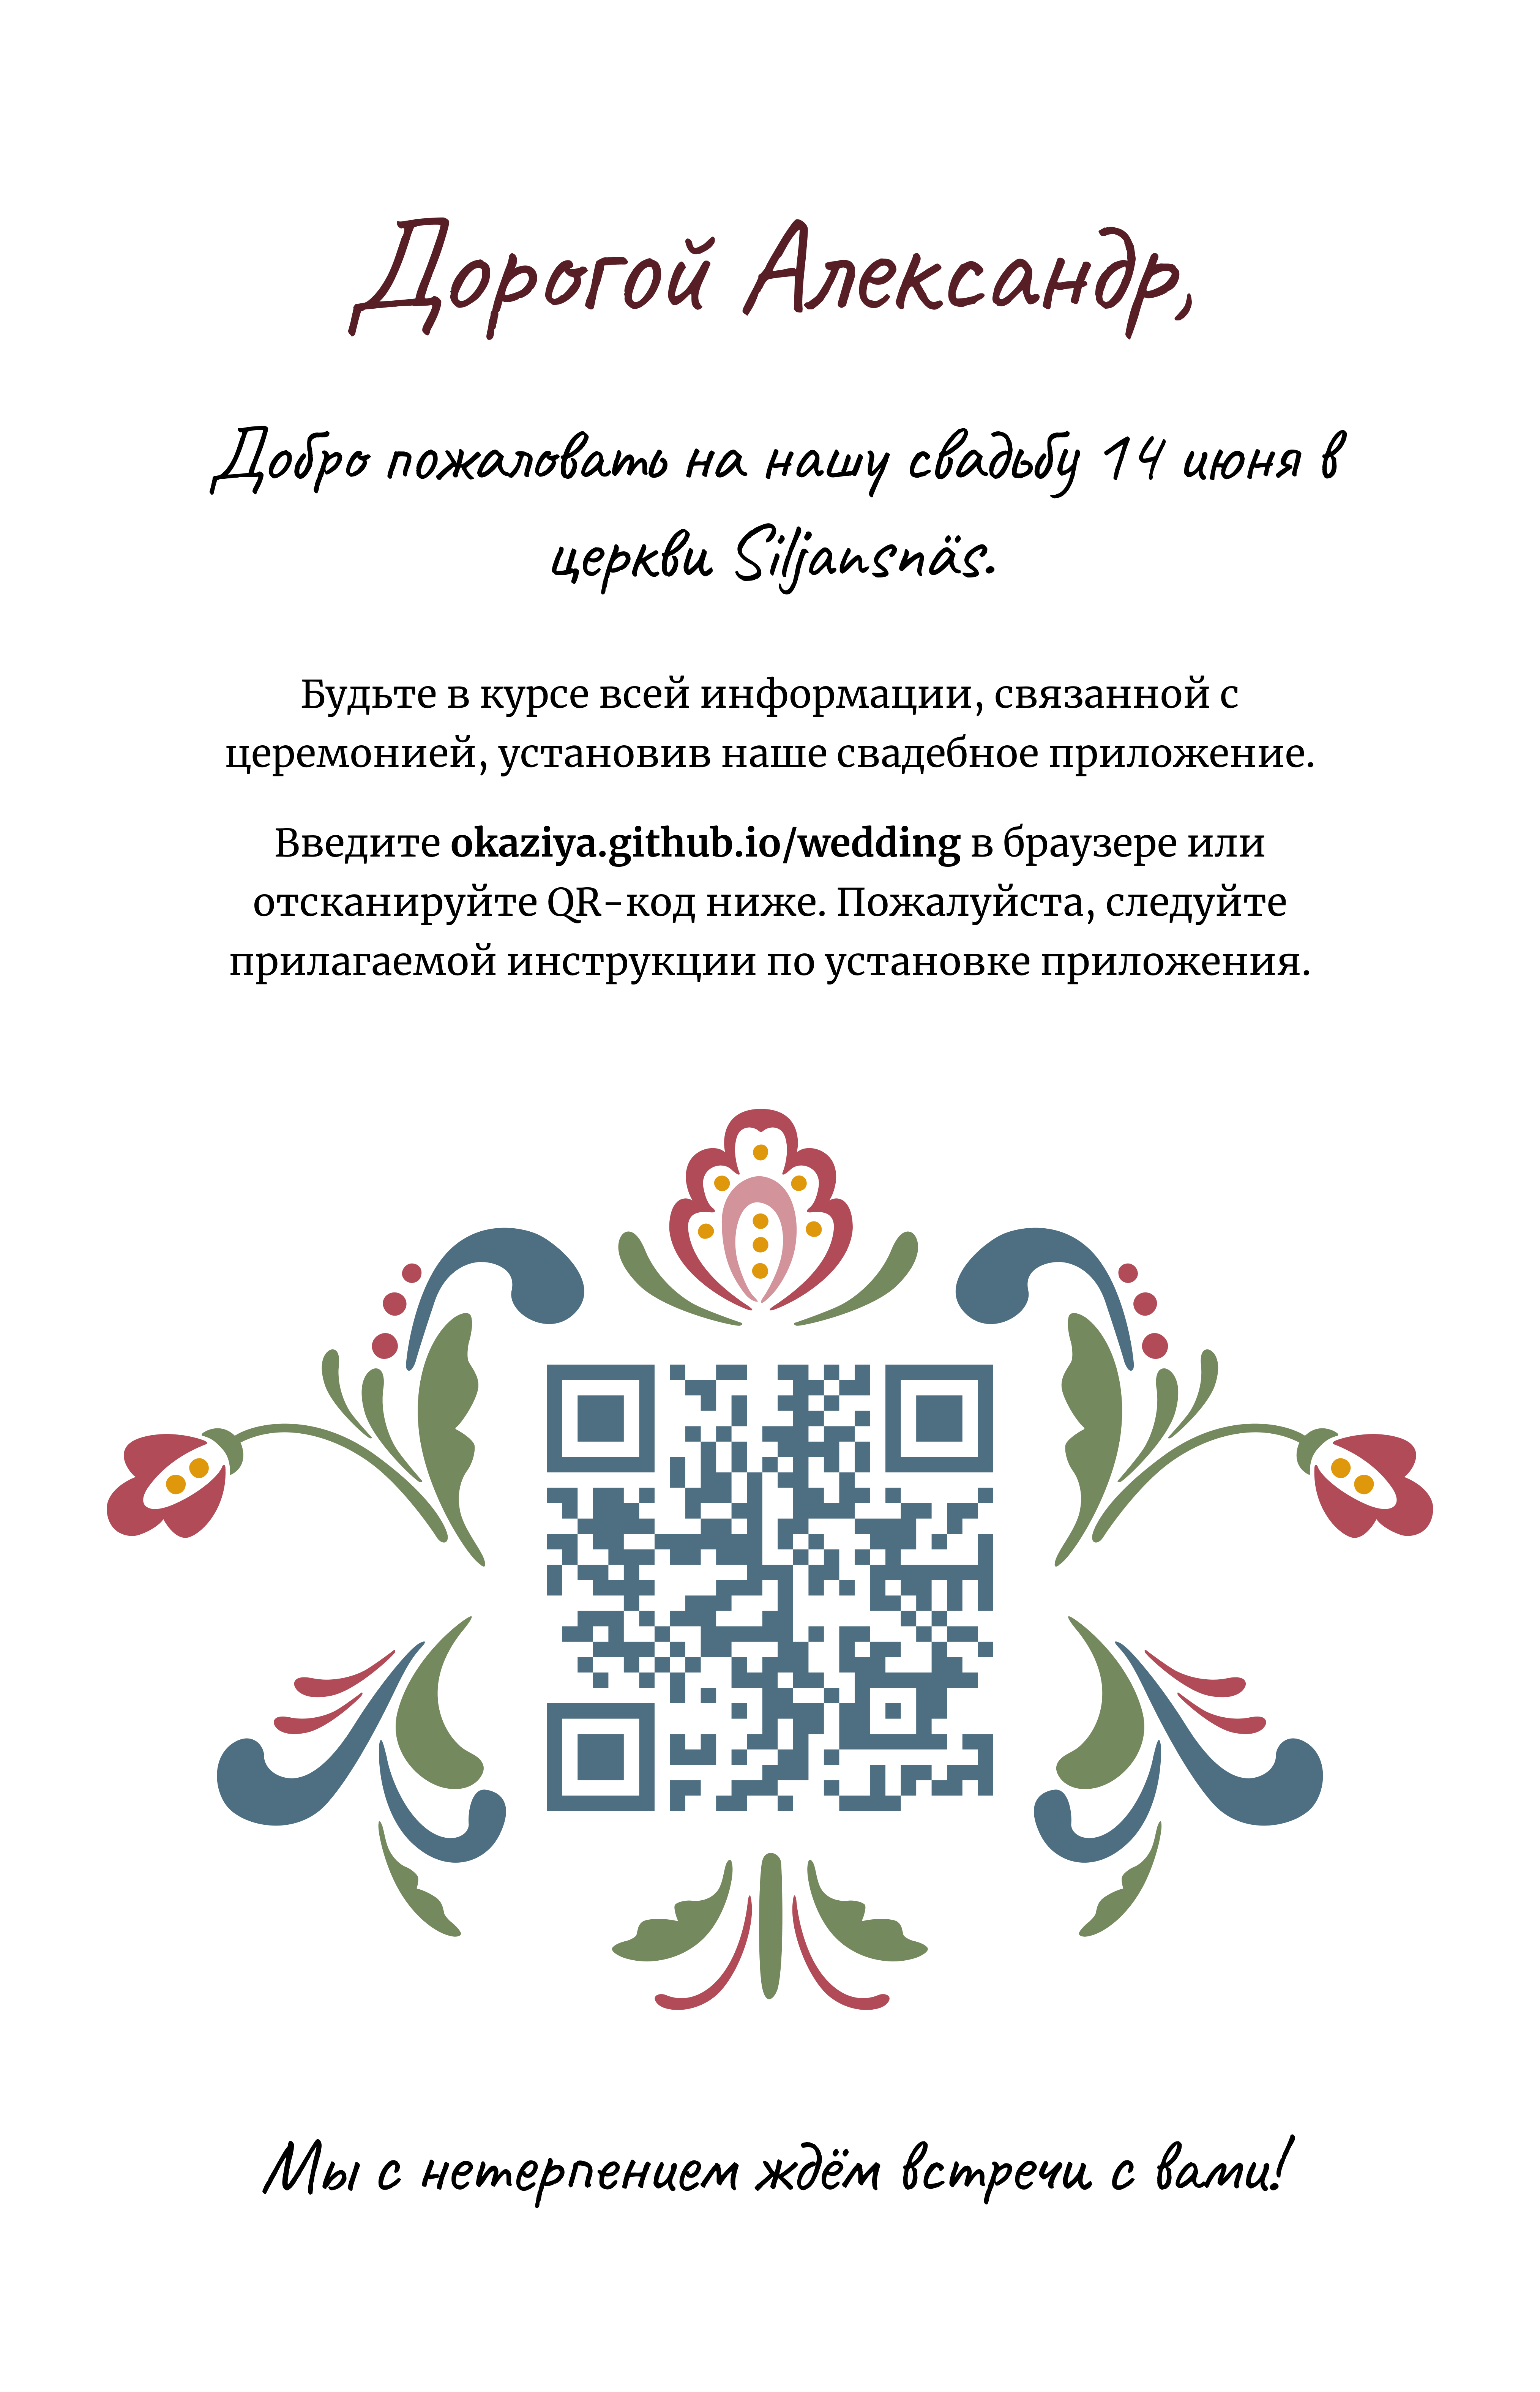 Дорогой Александр,
Добро пожаловать на нашу свадьбу 14 июня в
церкви Siljansnäs.
Будьте в курсе всей информации, связанной с
церемонией, установив наше свадебное приложение.
Введите okaziya.github.io/wedding в браузере или
отсканируйте QR-код ниже. Пожалуйста, следуйте
прилагаемой инструкции по установке приложения.
Мы с нетерпением ждём встречи с вами!